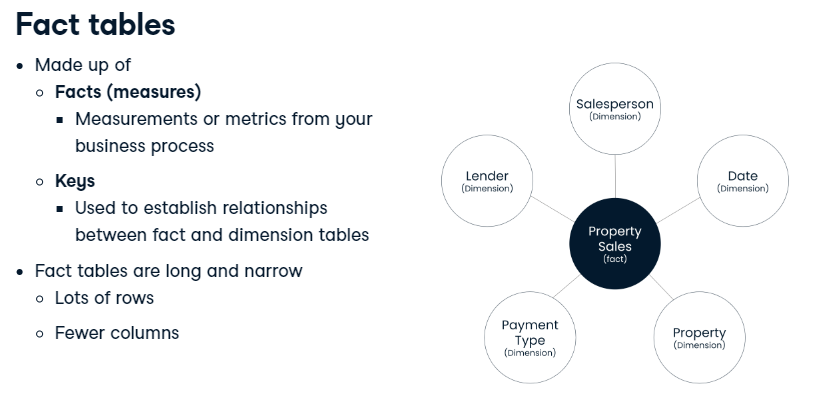 Fact tables
• Made up of
○ Facts (measures)
▪ Measurements or metrics from your
business process
○ Keys
▪ Used to establish relationships
between fact and dimension tables
• Fact tables are long and narrow
○ Lots of rows
○ Fewer columns
Salesperson
(Dimension)
Lender
(Dimension)
Date
(Dimension)
Property
Sales
(fact)
Payment
Type
(Dimension)
Property
(Dimension)